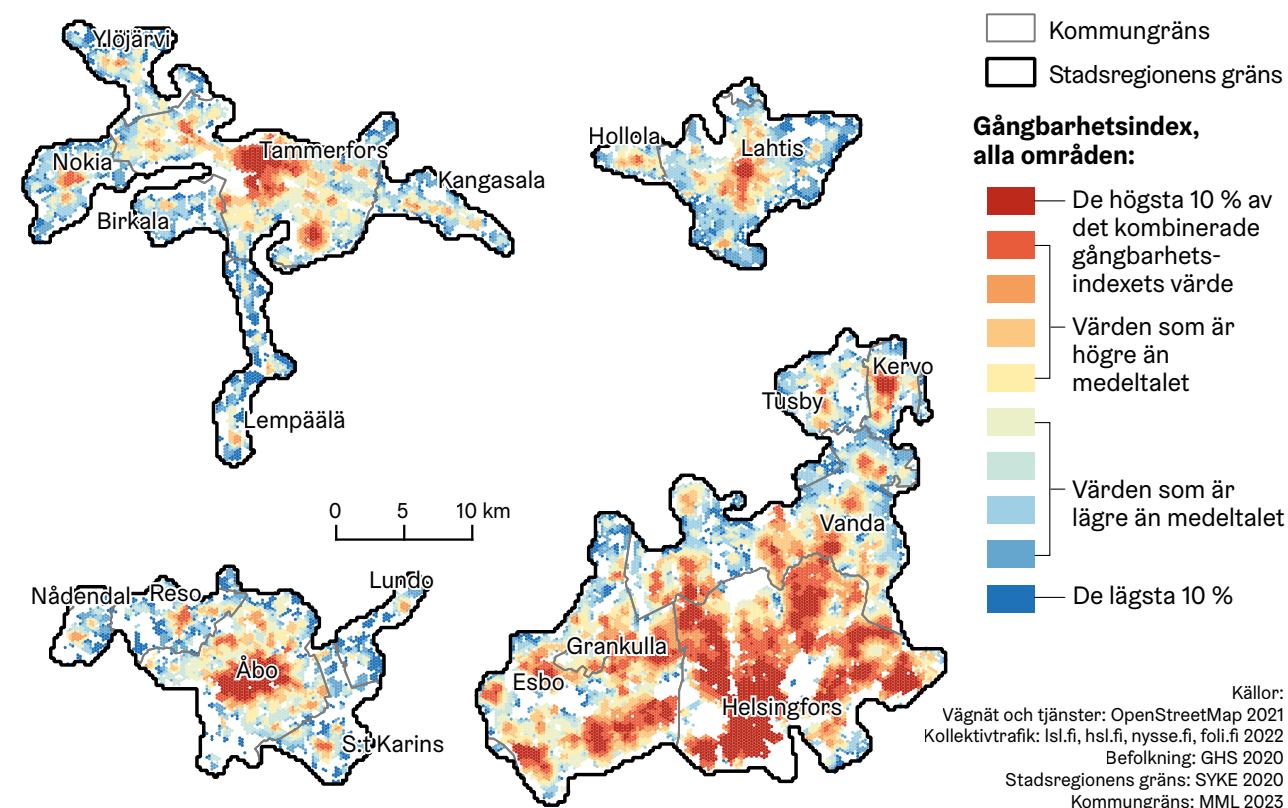 Kommungräns
Stadsregionens gräns
Gångbarhetsindex,
alla områden:
De högsta 10 % av
det kombinerade
gångbarhets-
indexets värde
Värden som är
högre än
medeltalet
Värden som är
lägre än medeltalet
De lägsta 10 %
Ylöjärvi
Nokia
Tammerfors
Kangasala
Birkala
Lempäälä
Hollola
Lahtis
Kervo
Tusby
Vanda
Grankulla
Esbo
Helsingfors
0 5 10 km
Nådendal
Reso
Lundo
Åbo
S:t Karins
Källor:
Vägnät och tjänster: OpenStreetMap 2021
Kollektivtrafik: lsl.fi, hsl.fi, nysse.fi, foli.fi 2022
Befolkning: GHS 2020
Stadsregionens gräns: SYKE 2020
Kommungräns: MML 2023